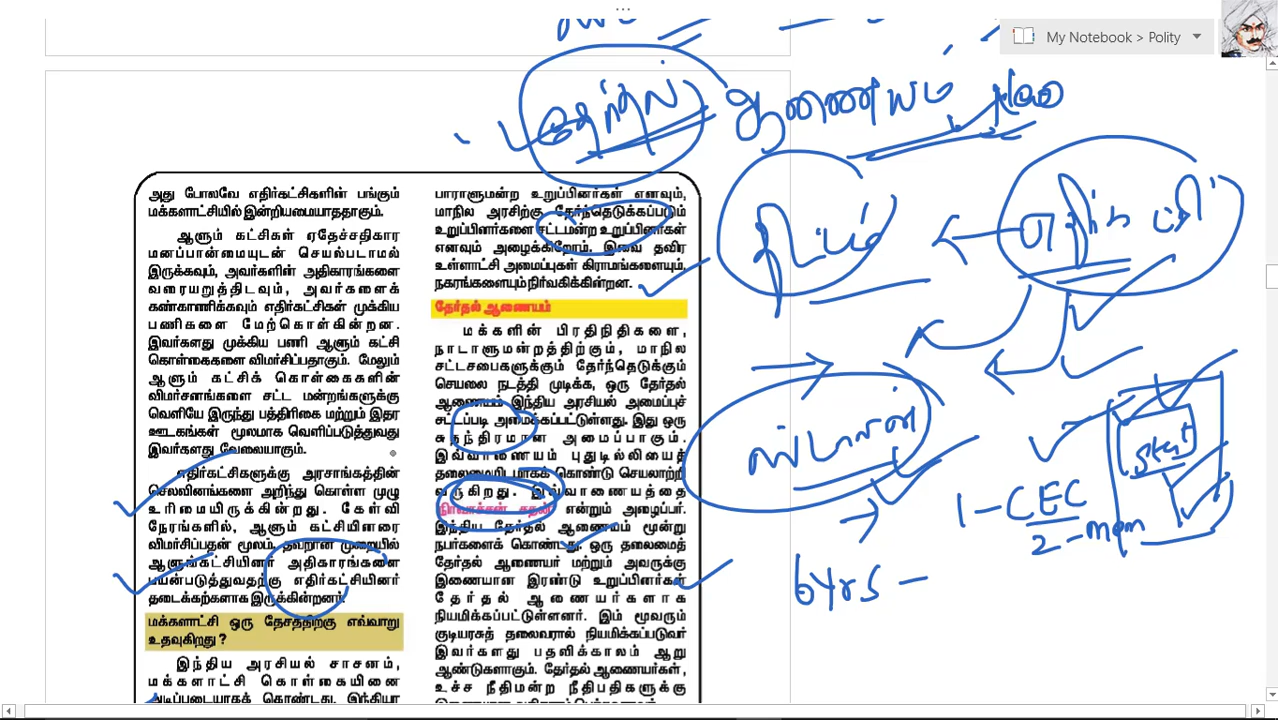 My Notebook > Polity
தேர்தல் ஆணையம்
அது போலவே எதிர்கட்சிகளின் பங்கும்
மக்களாட்சியில் இன்றியமையாததாகும்.
ஆளும் கட்சிகள் ஏதேச்சதிகார
மனப்பான்மையுடன் செயல்படாமல்
இருக்கவும், அவர்களின் அதிகாரங்களை
வரையறுத்திடவும், அவர்களைக்
கண்காணிக்கவும் எதிர்கட்சிகள் முக்கிய
பணிகளை மேற்கொள்கின்றன.
இவர்களது முக்கிய பணி ஆளும் கட்சி
கொள்கைகளை விமர்சிப்பதாகும். மேலும்
ஆளும் கட்சிக் கொள்கைகளின்
விமர்சனங்களை சட்ட மன்றங்களுக்கு
வெளியே இருந்து பத்திரிகை மற்றும் இதர
ஊடகங்கள் மூலமாக வெளிப்படுத்துவது
இவர்களது வேலையாகும்.
எதிர்கட்சிகளுக்கு அரசாங்கத்தின்
செலவினங்களை அறிந்து கொள்ள முழு
உரிமையிருக்கின்றது. கேள்வி
நேரங்களில், ஆளும் கட்சியினரை
விமர்சிப்பதன் மூலம், தவறான முறையில்
ஆளுங்கட்சியினர் அதிகாரங்களை
பயன்படுத்துவதற்கு எதிர்கட்சியினர்
தடைக்கற்களாக இருக்கின்றனர்.
மக்களாட்சி ஒரு தேசத்திற்கு எவ்வாறு
உதவுகிறது?
இந்திய அரசியல் சாசனம்,
மக்களாட்சி கொள்கையினை
அடிப்படையாகக் கொண்டது. இந்தியா
பாராளுமன்ற உறுப்பினர்கள் எனவும்,
மாநில அரசிற்கு தேர்ந்தெடுக்கப்படும்
உறுப்பினர்களை சட்டமன்ற உறுப்பினர்கள்
எனவும் அழைக்கிறோம். இவை தவிர
உள்ளாட்சி அமைப்புகள் கிராமங்களையும்,
நகரங்களையும் நிர்வகிக்கின்றன.
தேர்தல் ஆணையம்
மக்களின் பிரதிநிதிகளை,
நாடாளுமன்றத்திற்கும், மாநில
சட்டசபைகளுக்கும் தேர்ந்தெடுக்கும்
செயலை நடத்தி முடிக்க, ஒரு தேர்தல்
ஆணையம் இந்திய அரசியல் அமைப்புச்
சட்டப்படி அமைக்கப்பட்டுள்ளது. இது ஒரு
சுதந்திரமான அமைப்பாகும்.
இவ்வாணையம் புதுடில்லியைத்
தலைமையிடமாகக் கொண்டு செயலாற்றி
வருகிறது. இவ்வாணையத்தை
நிர்வாச்சன் சதன் என்றும் அழைப்பர்.
இந்திய தேர்தல் ஆணையம் மூன்று
நபர்களைக் கொண்டது. ஒரு தலைமைத்
தேர்தல் ஆணையர் மற்றும் அவருக்கு
இணையான இரண்டு உறுப்பினர்கள்
தேர்தல் ஆணையர்களாக
நியமிக்கப்பட்டுள்ளனர். இம் மூவரும்
குடியரசுத் தலைவரால் நியமிக்கப்படுவர்
இவர்களது பதவிக்காலம் ஆறு
ஆண்டுகளாகும். தேர்தல் ஆணையர்கள்,
உச்ச நீதிமன்ற நீதிபதிகளுக்கு
திட்டம்
எதிர்கட்சி
1 - CEC
2 - mem
6 yrs -